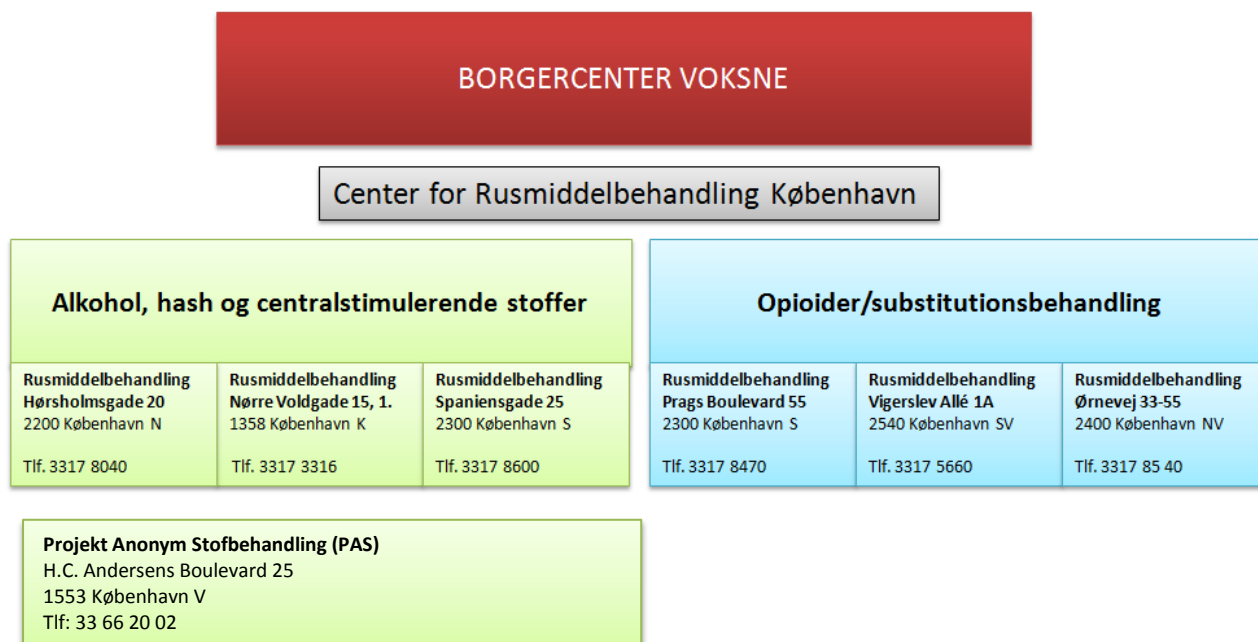 BORGERCENTER VOKSNE
Center for Rusmiddelbehandling København
Alkohol, hash og centralstimulerende stoffer
Rusmiddelbehandling
Hørsholmsgade 20
2200 København N
Tlf. 3317 8040
Rusmiddelbehandling
Nørre Voldgade 15, 1.
1358 København K
Tlf. 3317 3316
Rusmiddelbehandling
Spaniensgade 25
2300 København S
Tlf. 3317 8600
Opioider/substitutionsbehandling
Rusmiddelbehandling
Prags Boulevard 55
2300 København S
Tlf. 3317 8470
Rusmiddelbehandling
Vigerslev Allé 1A
2540 København SV
Tlf. 3317 5660
Rusmiddelbehandling
Ørnevej 33-55
2400 København NV
Tlf. 3317 85 40
Projekt Anonym Stofbehandling (PAS)
H.C. Andersens Boulevard 25
1553 København V
Tlf: 33 66 20 02